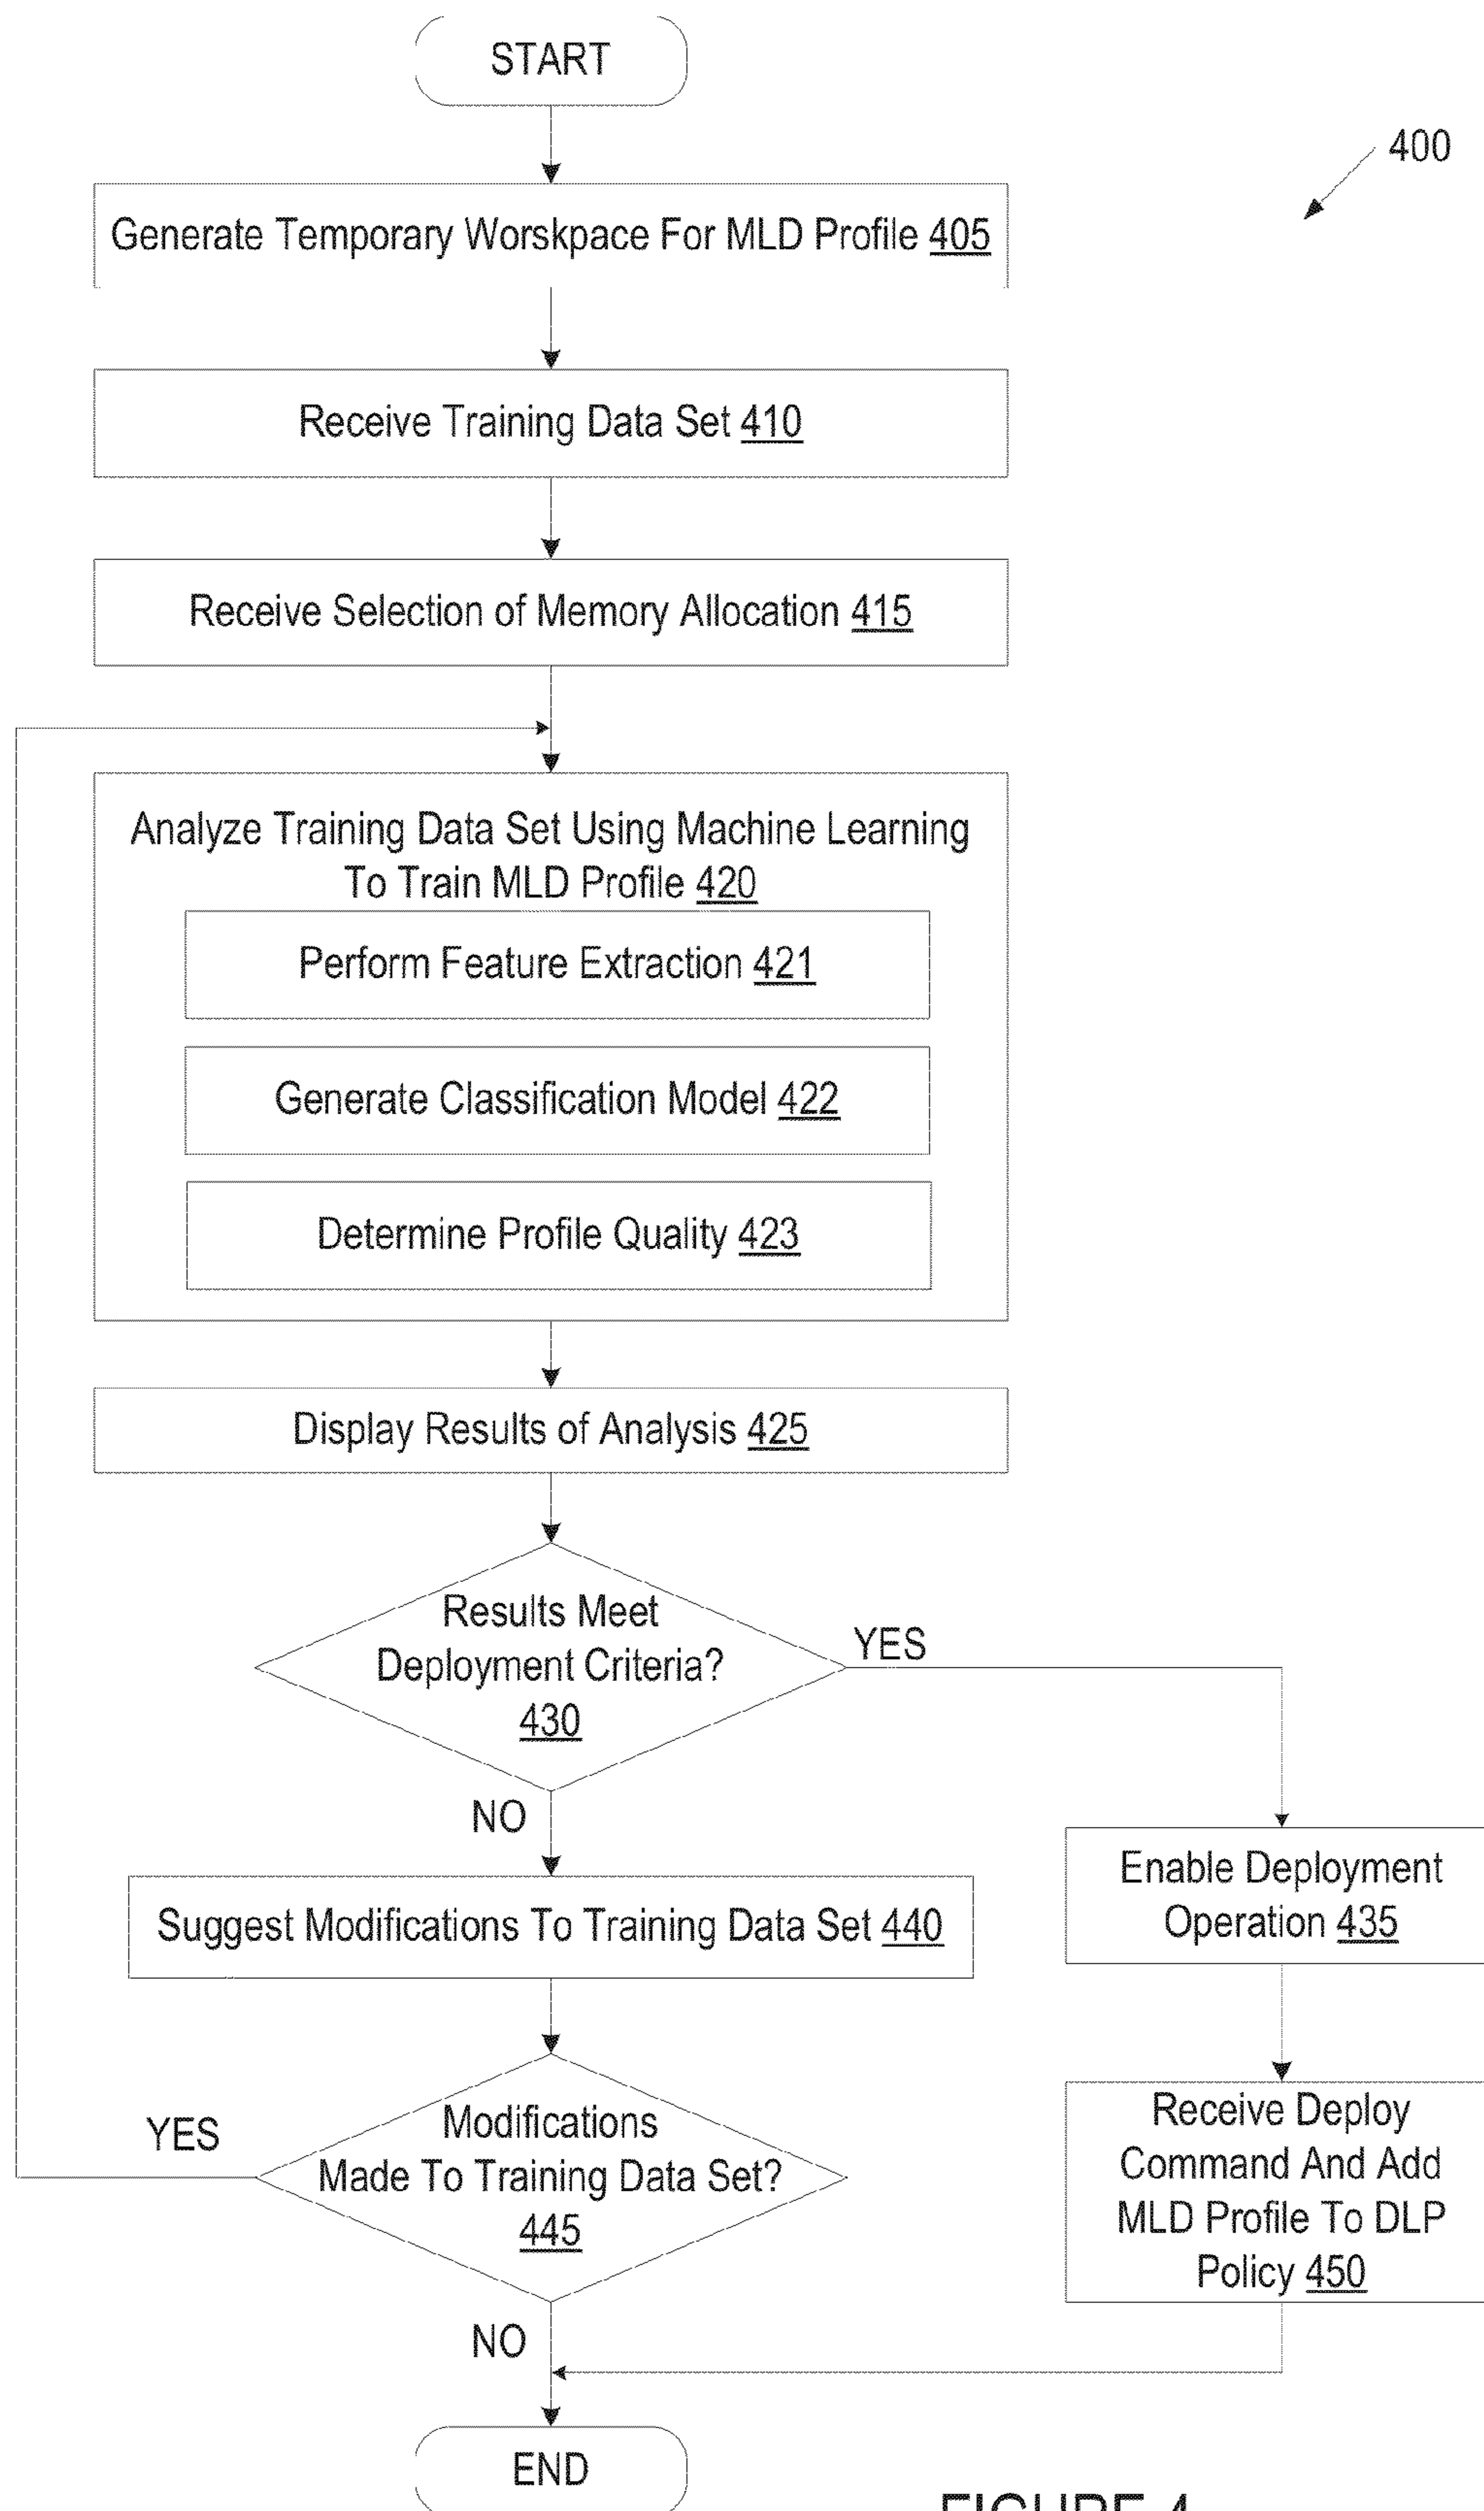 START
400
Generate Temporary Worskpace For MLD Profile 405
Receive Training Data Set 410
Receive Selection of Memory Allocation 415
Analyze Training Data Set Using Machine Learning
To Train MLD Profile 420
Perform Feature Extraction 421
Generate Classification Model 422
Determine Profile Quality 423
Display Results of Analysis 425
Results Meet
Deployment Criteria?
430
YES
NO
Enable Deployment
Operation 435
Suggest Modifications To Training Data Set 440
Modifications
Made To Training Data Set?
445
YES
NO
Receive Deploy
Command And Add
MLD Profile To DLP
Policy 450
END
FIGURE 4